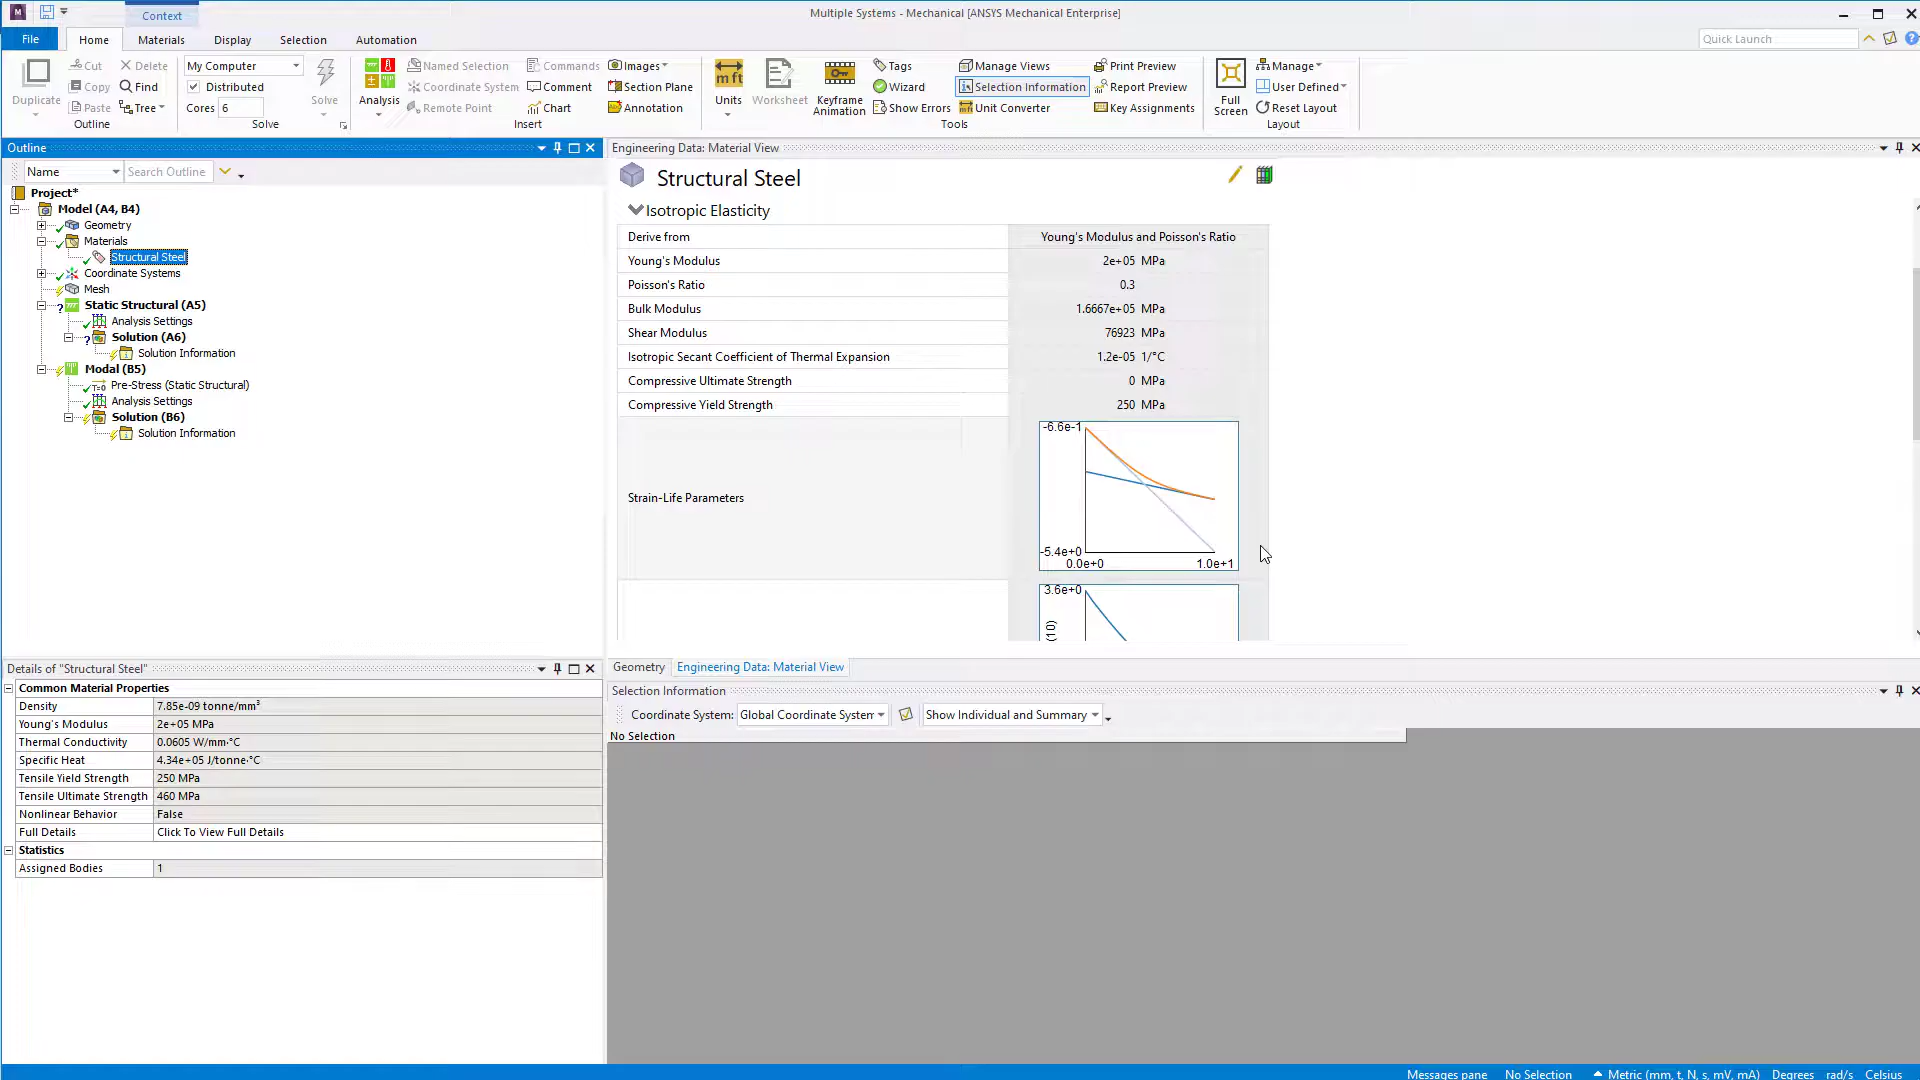 Context
Multiple Systems - Mechanical [ANSYS Mechanical Enterprise]
File
Home
Materials
Display
Selection
Automation
Quick Launch
Duplicate
Cut
Delete
Copy
Find
Paste
Tree
Outline
My Computer
Distributed
Cores 6
Solve
Solve
Analysis
Named Selection
Coordinate System
Remote Point
Commands
Comment
Chart
Insert
Images
Section Plane
Annotation
Units
Worksheet
Keyframe
Animation
Tags
Wizard
Show Errors
Manage Views
Selection Information
Unit Converter
Print Preview
Report Preview
Key Assignments
Tools
Full
Screen
Manage
User Defined
Reset Layout
Layout
Outline
Name
Search Outline
Project*
Model (A4, B4)
Geometry
Materials
Structural Steel
Coordinate Systems
Mesh
Static Structural (A5)
Analysis Settings
Solution (A6)
Solution Information
Modal (B5)
Pre-Stress (Static Structural)
Analysis Settings
Solution (B6)
Solution Information
Engineering Data: Material View
Structural Steel
Isotropic Elasticity
Derive from Young's Modulus and Poisson's Ratio
Young's Modulus 2e+05 MPa
Poisson's Ratio 0.3
Bulk Modulus 1.6667e+05 MPa
Shear Modulus 76923 MPa
Isotropic Secant Coefficient of Thermal Expansion 1.2e-05 1/°C
Compressive Ultimate Strength 0 MPa
Compressive Yield Strength 250 MPa
Strain-Life Parameters
-6.6e-1
-5.4e+0
0.0e+0 1.0e+1
3.6e+0
(10)
Geometry
Engineering Data: Material View
Details of "Structural Steel"
Common Material Properties
Density 7.85e-09 tonne/mm³
Young's Modulus 2e+05 MPa
Thermal Conductivity 0.0605 W/mm·°C
Specific Heat 4.34e+05 J/tonne·°C
Tensile Yield Strength 250 MPa
Tensile Ultimate Strength 460 MPa
Nonlinear Behavior False
Full Details Click To View Full Details
Statistics
Assigned Bodies 1
Selection Information
Coordinate System: Global Coordinate System
Show Individual and Summary
No Selection
Messages pane
No Selection
Metric (mm, t, N, s, mV, mA)
Degrees
rad/s
Celsius